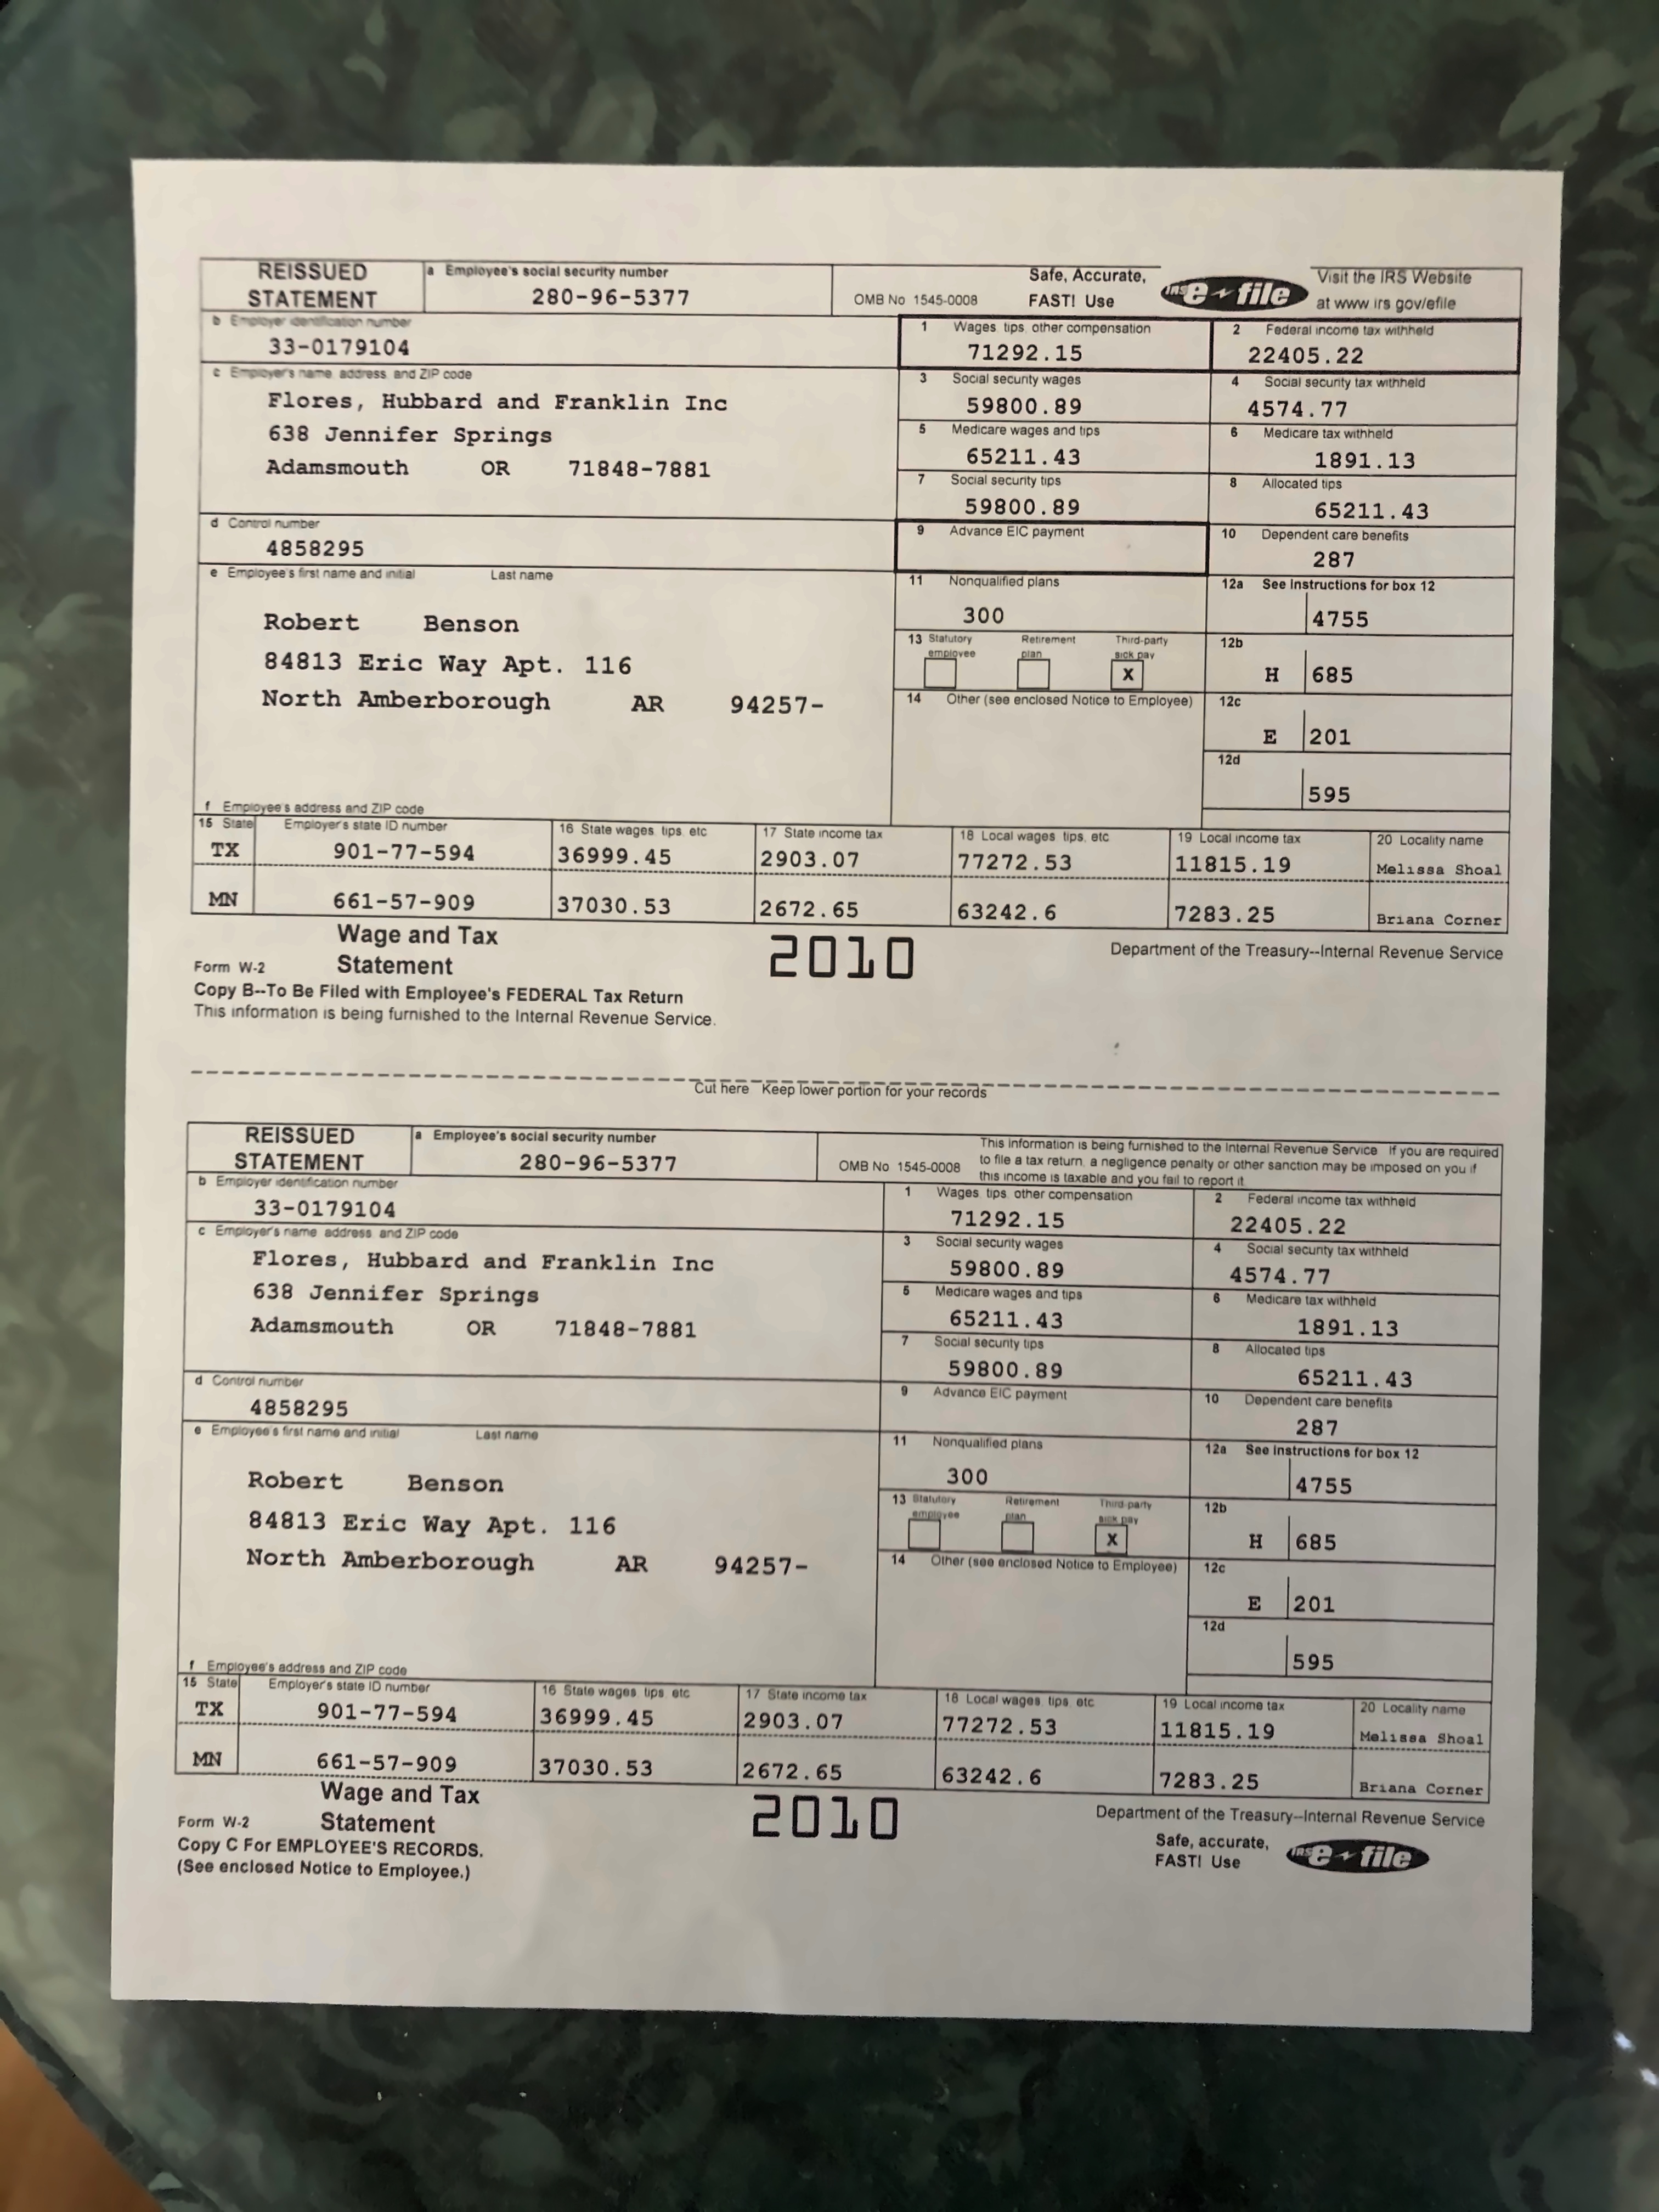 REISSUED STATEMENT
a Employee's social security number
280-96-5377
OMB No 1545-0008
Safe, Accurate, FAST! Use
IRS e-file
Visit the IRS Website at www irs gov/efile
b Employer identification number
33-0179104
1 Wages tips, other compensation
71292.15
2 Federal income tax withheld
22405.22
c Employer's name, address, and ZIP code
Flores, Hubbard and Franklin Inc
638 Jennifer Springs
Adamsmouth OR 71848-7881
3 Social security wages
59800.89
4 Social security tax withheld
4574.77
5 Medicare wages and tips
65211.43
6 Medicare tax withheld
1891.13
7 Social security tips
59800.89
8 Allocated tips
65211.43
d Control number
4858295
9 Advance EIC payment
10 Dependent care benefits
287
e Employee's first name and initial Last name
Robert Benson
84813 Eric Way Apt. 116
North Amberborough AR 94257-
11 Nonqualified plans
300
12a See Instructions for box 12
4755
13 Statutory employee Retirement plan Third-party sick pay
X
12b
H 685
14 Other (see enclosed Notice to Employee)
12c
E 201
12d
595
f Employee's address and ZIP code
15 State Employer's state ID number 16 State wages tips, etc 17 State income tax 18 Local wages tips, etc 19 Local income tax 20 Locality name
TX 901-77-594 36999.45 2903.07 77272.53 11815.19 Melissa Shoal
MN 661-57-909 37030.53 2672.65 63242.6 7283.25 Briana Corner
Form W-2 Wage and Tax Statement
2010
Department of the Treasury--Internal Revenue Service
Copy B--To Be Filed with Employee's FEDERAL Tax Return
This information is being furnished to the Internal Revenue Service.
Cut here Keep lower portion for your records
REISSUED STATEMENT
a Employee's social security number
280-96-5377
OMB No 1545-0008
This information is being furnished to the Internal Revenue Service If you are required
to file a tax return, a negligence penalty or other sanction may be imposed on you if
this income is taxable and you fail to report it
b Employer identification number
33-0179104
1 Wages tips, other compensation
71292.15
2 Federal income tax withheld
22405.22
c Employer's name address and ZIP code
Flores, Hubbard and Franklin Inc
638 Jennifer Springs
Adamsmouth OR 71848-7881
3 Social security wages
59800.89
4 Social security tax withheld
4574.77
5 Medicare wages and tips
65211.43
6 Medicare tax withheld
1891.13
7 Social security tips
59800.89
8 Allocated tips
65211.43
d Control number
4858295
9 Advance EIC payment
10 Dependent care benefits
287
e Employee's first name and initial Last name
Robert Benson
84813 Eric Way Apt. 116
North Amberborough AR 94257-
11 Nonqualified plans
300
12a See Instructions for box 12
4755
13 Statutory employee Retirement plan Third-party sick pay
X
12b
H 685
14 Other (see enclosed Notice to Employee)
12c
E 201
12d
595
f Employee's address and ZIP code
15 State Employer's state ID number 16 State wages tips, etc 17 State income tax 18 Local wages tips, etc 19 Local income tax 20 Locality name
TX 901-77-594 36999.45 2903.07 77272.53 11815.19 Melissa Shoal
MN 661-57-909 37030.53 2672.65 63242.6 7283.25 Briana Corner
Form W-2 Wage and Tax Statement
2010
Department of the Treasury--Internal Revenue Service
Copy C For EMPLOYEE'S RECORDS.
(See enclosed Notice to Employee.)
Safe, accurate, FAST! Use
IRS e-file